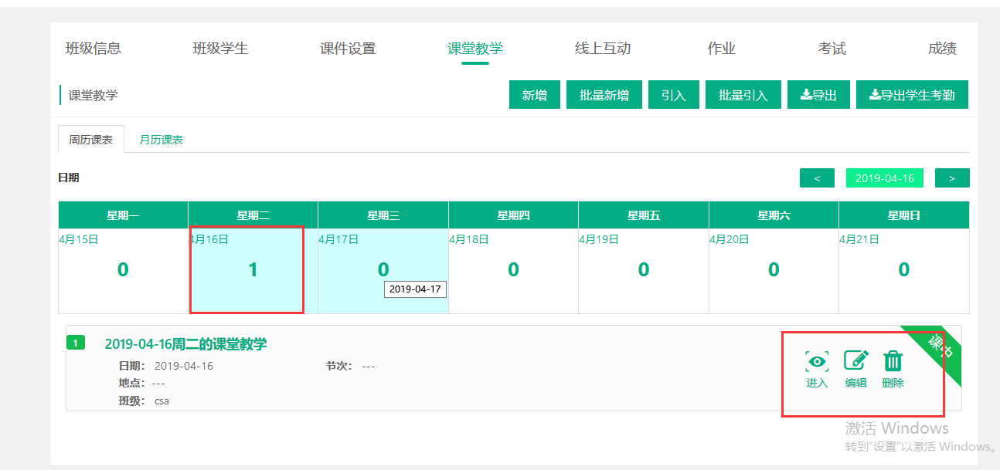 班级信息 班级学生 课件设置 课堂教学 线上互动 作业 考试 成绩
课堂教学 新增 批量新增 引入 批量引入 导出 导出学生考勤
周历课表 月历课表
日期 < 2019-04-16 >
星期一 星期二 星期三 星期四 星期五 星期六 星期日
4月15日 4月16日 4月17日 4月18日 4月19日 4月20日 4月21日
0 1 0 0 0 0 0
2019-04-17
1 2019-04-16周二的课堂教学 课中
日期： 2019-04-16 节次： ---
地点： ---
班级： csa
进入 编辑 删除
激活 Windows
转到“设置”以激活 Windows。